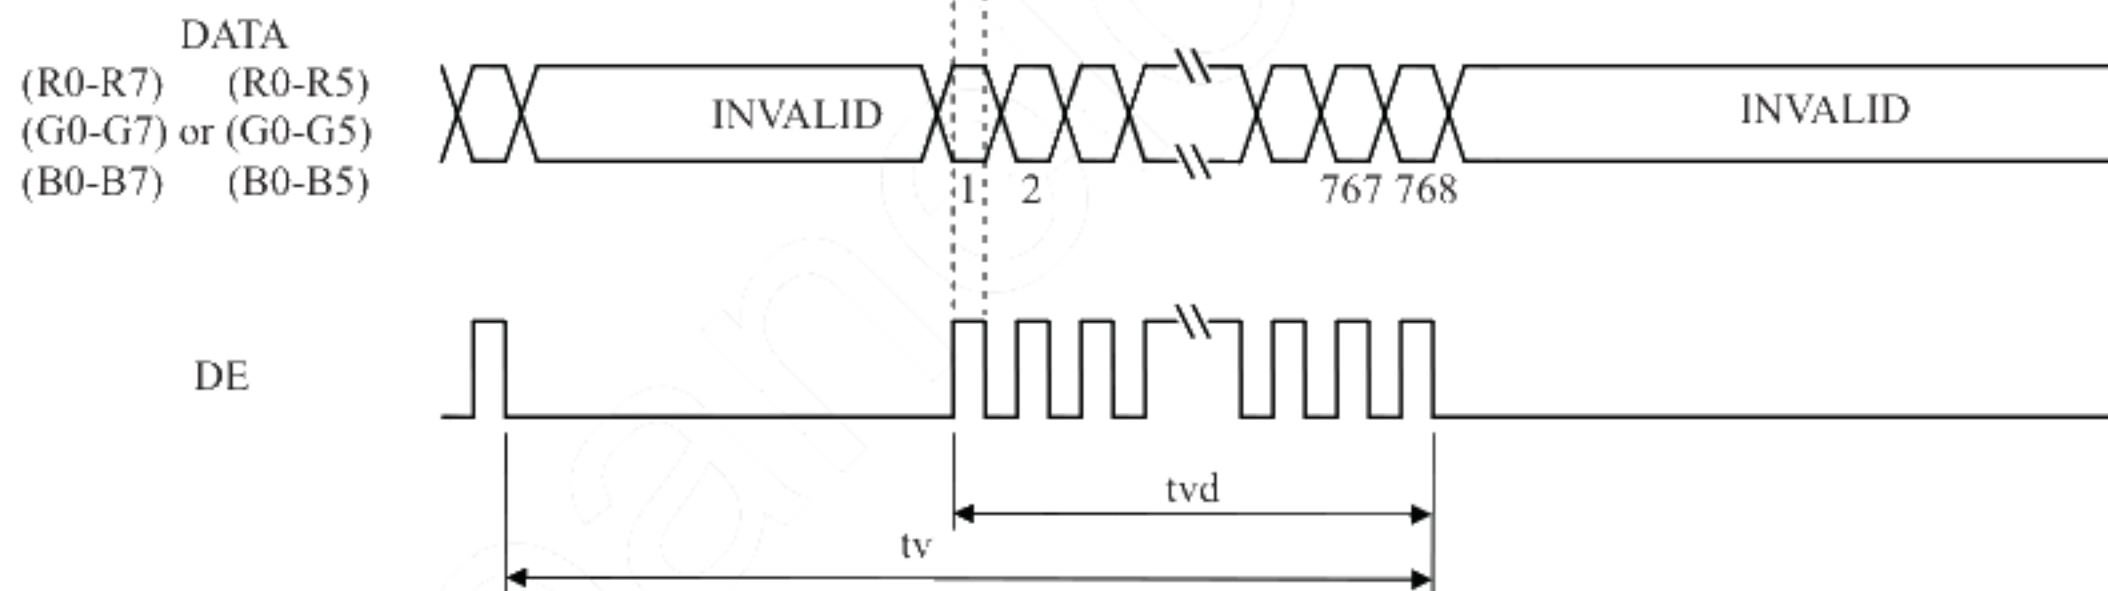 DATA
(R0-R7) (R0-R5)
(G0-G7) or (G0-G5)
(B0-B7) (B0-B5)
INVALID
INVALID
1 2 767 768
DE
tvd
tv